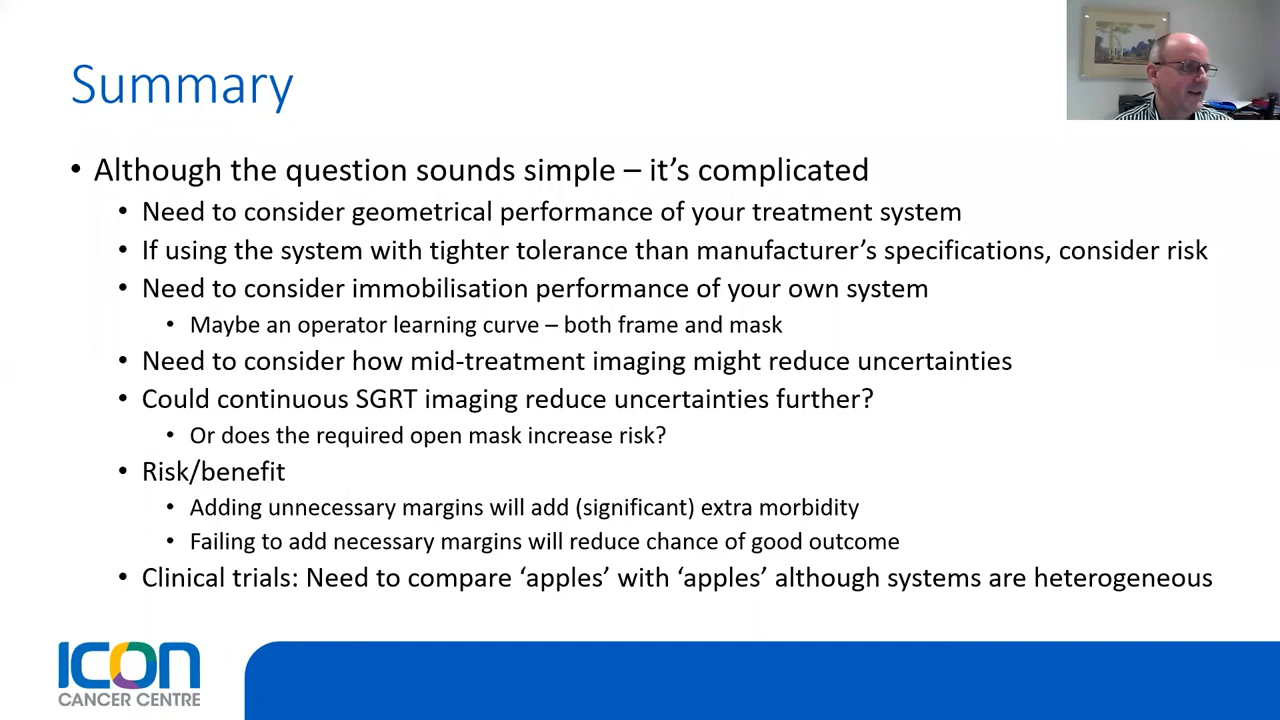 Summary
• Although the question sounds simple – it’s complicated
• Need to consider geometrical performance of your treatment system
• If using the system with tighter tolerance than manufacturer’s specifications, consider risk
• Need to consider immobilisation performance of your own system
• Maybe an operator learning curve – both frame and mask
• Need to consider how mid-treatment imaging might reduce uncertainties
• Could continuous SGRT imaging reduce uncertainties further?
• Or does the required open mask increase risk?
• Risk/benefit
• Adding unnecessary margins will add (significant) extra morbidity
• Failing to add necessary margins will reduce chance of good outcome
• Clinical trials: Need to compare ‘apples’ with ‘apples’ although systems are heterogeneous
ICON
CANCER CENTRE